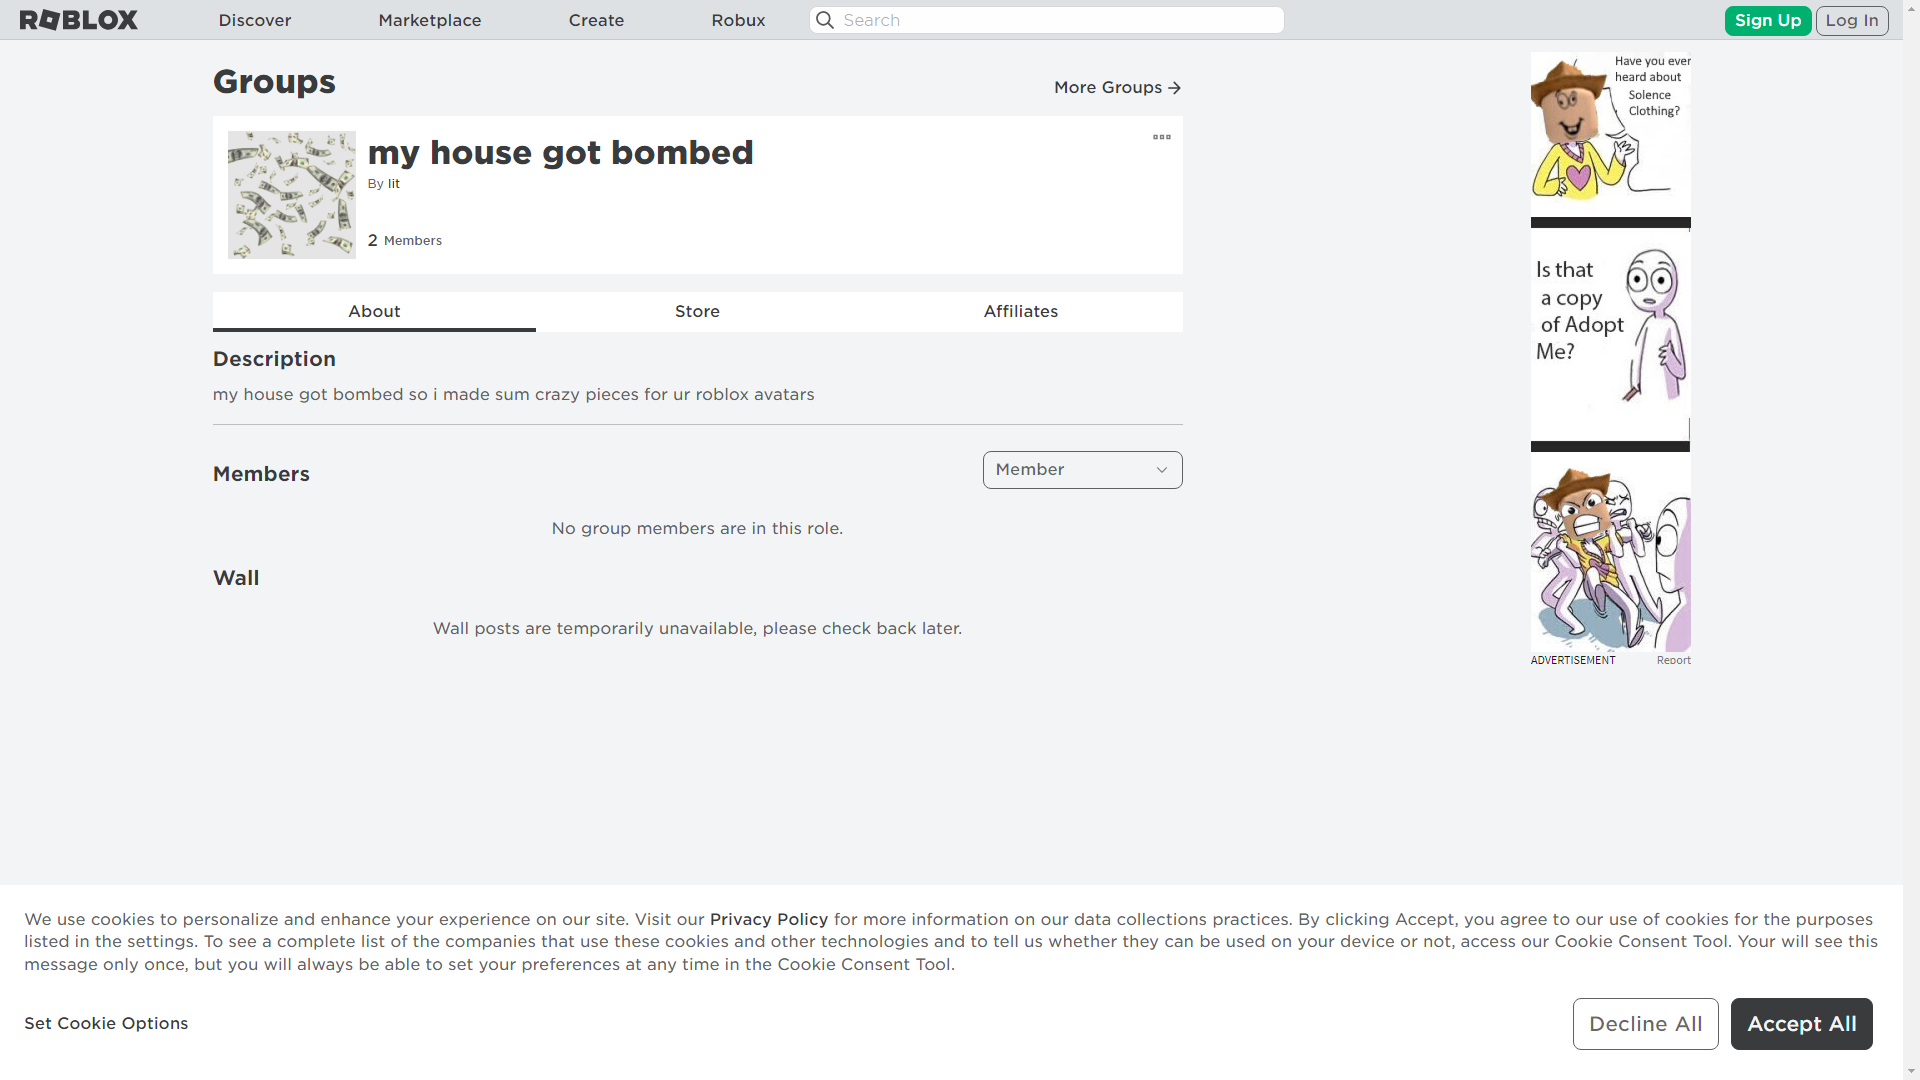 ROBLOX
Discover
Marketplace
Create
Robux
Search
Sign Up
Log In
Groups
More Groups
my house got bombed
By lit
2 Members
About
Store
Affiliates
Description
my house got bombed so i made sum crazy pieces for ur roblox avatars
Members
Member
No group members are in this role.
Wall
Wall posts are temporarily unavailable, please check back later.
Have you ever
heard about
Solence
Clothing?
Is that
a copy
of Adopt
Me?
ADVERTISEMENT
Report
We use cookies to personalize and enhance your experience on our site. Visit our Privacy Policy for more information on our data collections practices. By clicking Accept, you agree to our use of cookies for the purposes
listed in the settings. To see a complete list of the companies that use these cookies and other technologies and to tell us whether they can be used on your device or not, access our Cookie Consent Tool. Your will see this
message only once, but you will always be able to set your preferences at any time in the Cookie Consent Tool.
Set Cookie Options
Decline All
Accept All